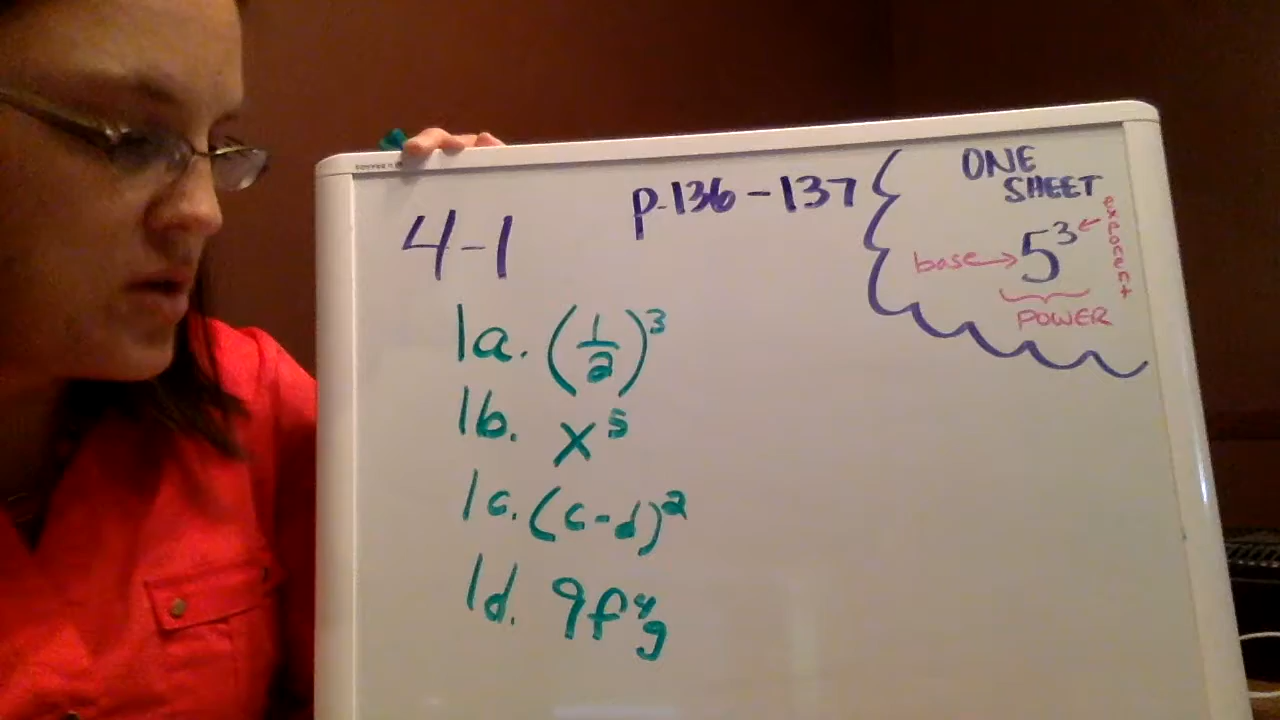 4-1
p.136-137
ONE
SHEET
base→5³
exponent
POWER
1a. (1/2)³
1b. x⁵
1c. (c-d)²
1d. 9f⁴g